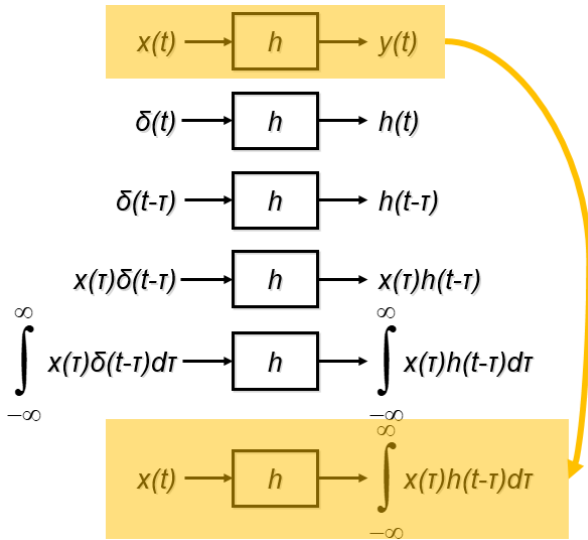 x(t) h y(t)
δ(t) h h(t)
δ(t-τ) h h(t-τ)
x(τ)δ(t-τ) h x(τ)h(t-τ)
∞ ∞
∫ x(τ)δ(t-τ)dτ h ∫ x(τ)h(t-τ)dτ
−∞ −∞
∞
x(t) h ∫ x(τ)h(t-τ)dτ
−∞